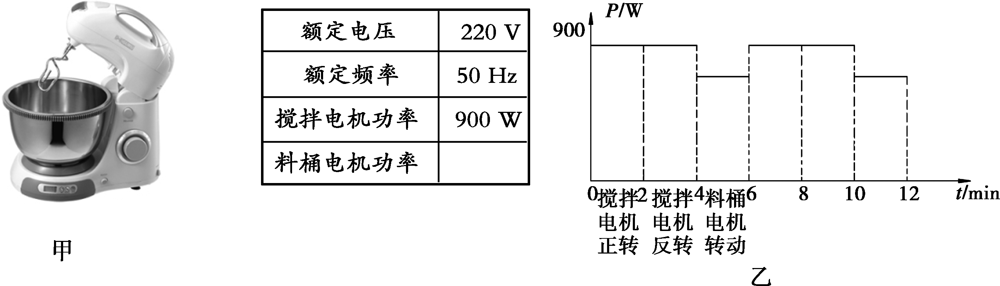 额定电压 220 V
额定频率 50 Hz
搅拌电机功率 900 W
料桶电机功率
甲
P/W
900
0 2 4 6 8 10 12 t/min
搅拌电机正转
搅拌电机反转
料桶电机转动
乙